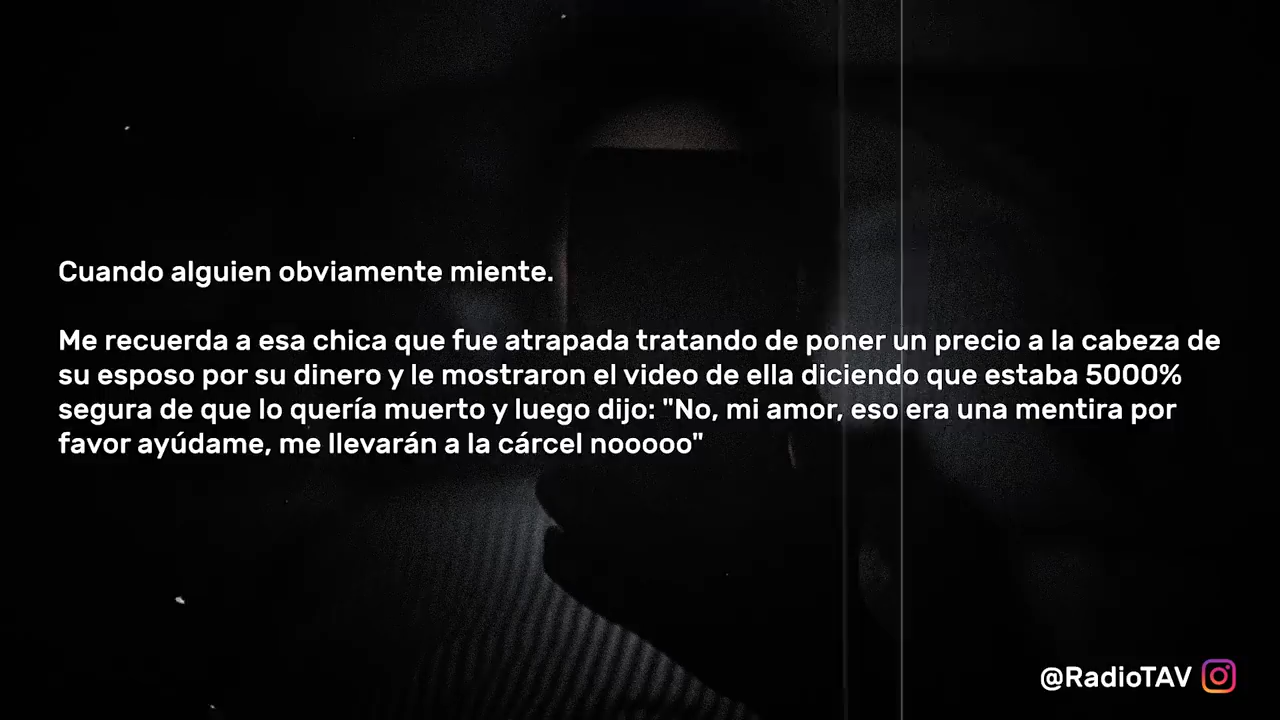 Cuando alguien obviamente miente.
Me recuerda a esa chica que fue atrapada tratando de poner un precio a la cabeza de
su esposo por su dinero y le mostraron el video de ella diciendo que estaba 5000%
segura de que lo quería muerto y luego dijo: "No, mi amor, eso era una mentira por
favor ayúdame, me llevarán a la cárcel nooooo"
@RadioTAV